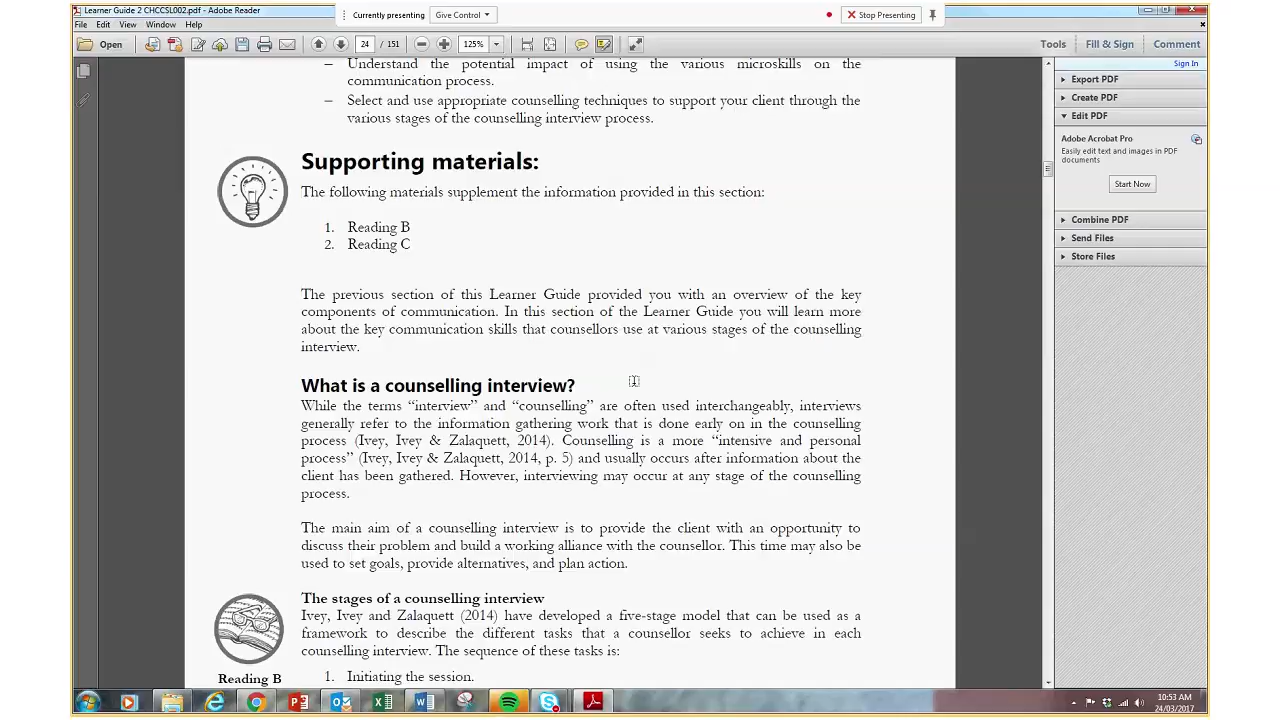 Learner Guide 2 CHCCSL002.pdf - Adobe Reader
Currently presenting
Give Control
Stop Presenting
File Edit View Window Help
Open
24 / 151
125%
Tools Fill & Sign Comment
Sign In
– Understand the potential impact of using the various microskills on the
communication process.
– Select and use appropriate counselling techniques to support your client through the
various stages of the counselling interview process.
Supporting materials:
The following materials supplement the information provided in this section:
1. Reading B
2. Reading C
The previous section of this Learner Guide provided you with an overview of the key
components of communication. In this section of the Learner Guide you will learn more
about the key communication skills that counsellors use at various stages of the counselling
interview.
What is a counselling interview?
While the terms “interview” and “counselling” are often used interchangeably, interviews
generally refer to the information gathering work that is done early on in the counselling
process (Ivey, Ivey & Zalaquett, 2014). Counselling is a more “intensive and personal
process” (Ivey, Ivey & Zalaquett, 2014, p. 5) and usually occurs after information about the
client has been gathered. However, interviewing may occur at any stage of the counselling
process.
The main aim of a counselling interview is to provide the client with an opportunity to
discuss their problem and build a working alliance with the counsellor. This time may also be
used to set goals, provide alternatives, and plan action.
The stages of a counselling interview
Ivey, Ivey and Zalaquett (2014) have developed a five-stage model that can be used as a
framework to describe the different tasks that a counsellor seeks to achieve in each
counselling interview. The sequence of these tasks is:
Reading B
1. Initiating the session.
Export PDF
Create PDF
Edit PDF
Adobe Acrobat Pro
Easily edit text and images in PDF
documents
Start Now
Combine PDF
Send Files
Store Files
10:53 AM
24/03/2017